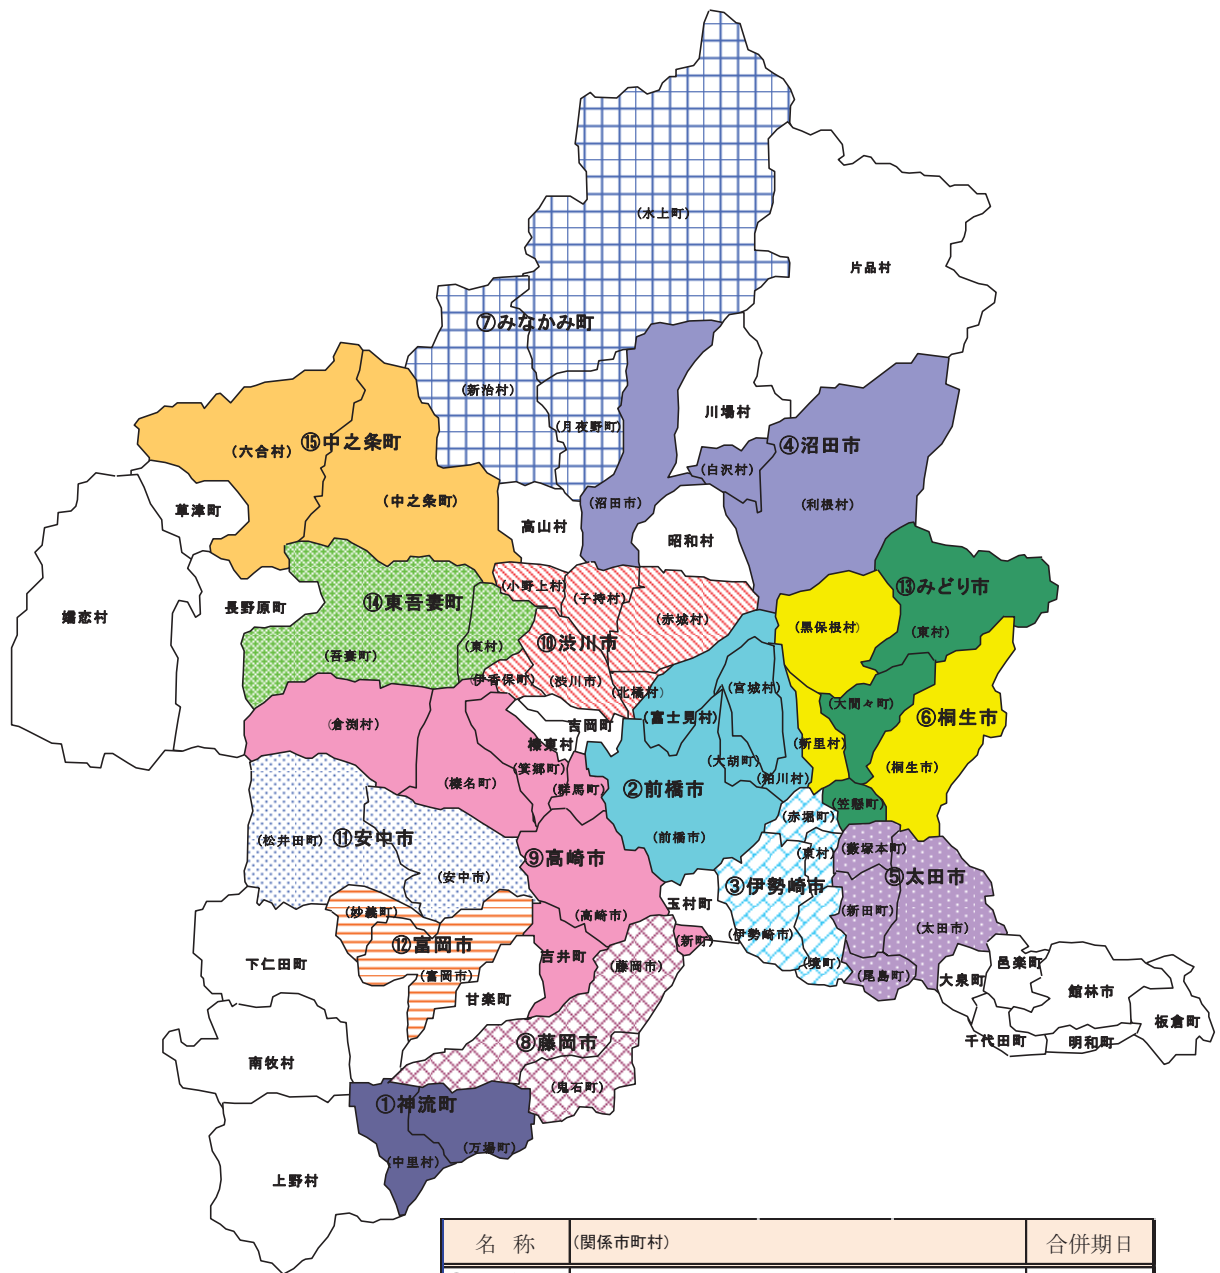 (水上町)
片品村
⑦みなかみ町
(新治村)
(月夜野町)
川場村
④沼田市
(六合村)
⑮中之条町
(白沢村)
(中之条町)
(沼田市)
(利根村)
草津町
高山村
昭和村
⑬みどり市
(小野上村)
(子持村)
⑭東吾妻町
長野原町
嬬恋村
(赤城村)
(黒保根村)
(東村)
(東村)
⑩渋川市
(吾妻町)
(伊香保町)
(渋川市)
(北橘村)
(宮城村)
(大間々町)
(倉渕村)
吉岡町
(富士見村)
⑥桐生市
榛東村
(新里村)
(箕郷町)
(大胡町)
(桐生市)
(榛名町)
(群馬町)
②前橋市
(粕川村)
(笠懸町)
(赤堀町)
(松井田町)
⑪安中市
(前橋市)
(東村)
(藪塚本町)
⑨高崎市
(安中市)
③伊勢崎市
⑤太田市
玉村町
(妙義町)
(高崎市)
(新田町)
(太田市)
⑫富岡市
(新町)
(伊勢崎市)
下仁田町
吉井町
(富岡市)
(藤岡市)
(境町)
(尾島町)
邑楽町
大泉町
館林市
甘楽町
板倉町
⑧藤岡市
千代田町
明和町
南牧村
(鬼石町)
①神流町
(万場町)
(中里村)
上野村
名 称
(関係市町村)
合併期日